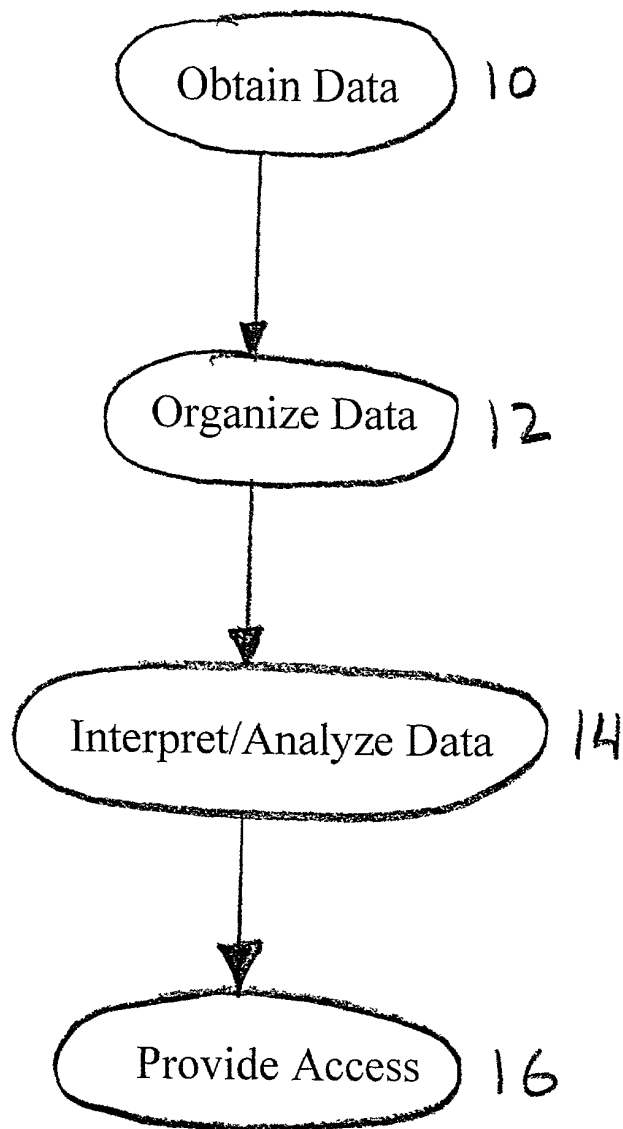 Obtain Data 10
Organize Data 12
Interpret/Analyze Data 14
Provide Access 16